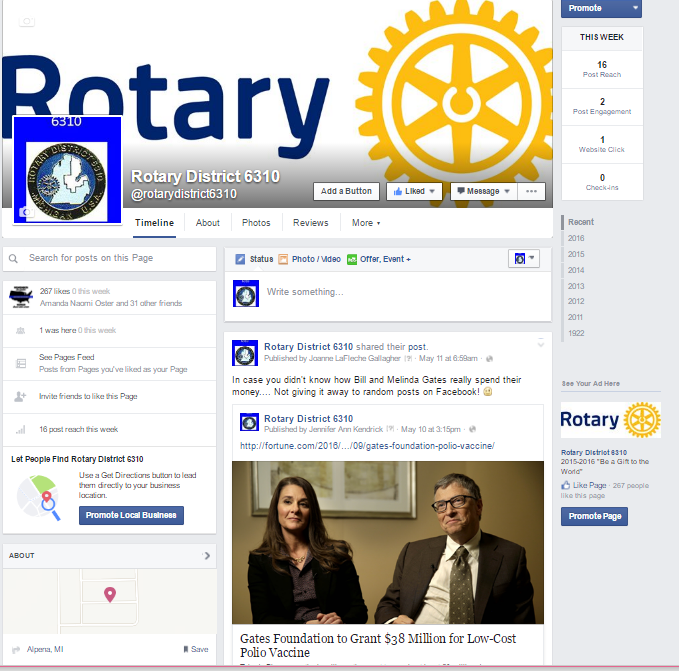 Rotary
6310
ROTARY DISTRICT 6310
MICHIGAN U.S.A.
Rotary District 6310
@rotarydistrict6310
Add a Button
Liked
Message
Timeline
About
Photos
Reviews
More
Search for posts on this Page
267 likes 0 this week
Amanda Naomi Oster and 31 other friends
1 was here 0 this week
See Pages Feed
Posts from Pages you've liked as your Page
Invite friends to like this Page
16 post reach this week
Let People Find Rotary District 6310
Use a Get Directions button to lead
them directly to your business
location.
Promote Local Business
ABOUT
Alpena, MI
Save
Status
Photo / Video
Offer, Event +
Write something...
Rotary District 6310 shared their post.
Published by Joanne LaFleche Gallagher [?] · May 11 at 6:59am ·
In case you didn't know how Bill and Melinda Gates really spend their
money.... Not giving it away to random posts on Facebook!
Rotary District 6310
Published by Jennifer Ann Kendrick [?] · May 10 at 3:15pm ·
http://fortune.com/2016/.../09/gates-foundation-polio-vaccine/
Gates Foundation to Grant $38 Million for Low-Cost
Polio Vaccine
Promote
THIS WEEK
16
Post Reach
2
Post Engagement
1
Website Click
0
Check-ins
Recent
2016
2015
2014
2013
2012
2011
1922
See Your Ad Here
Rotary
Rotary District 6310
2015-2016 "Be a Gift to the
World"
Like Page · 267 people
like this page
Promote Page